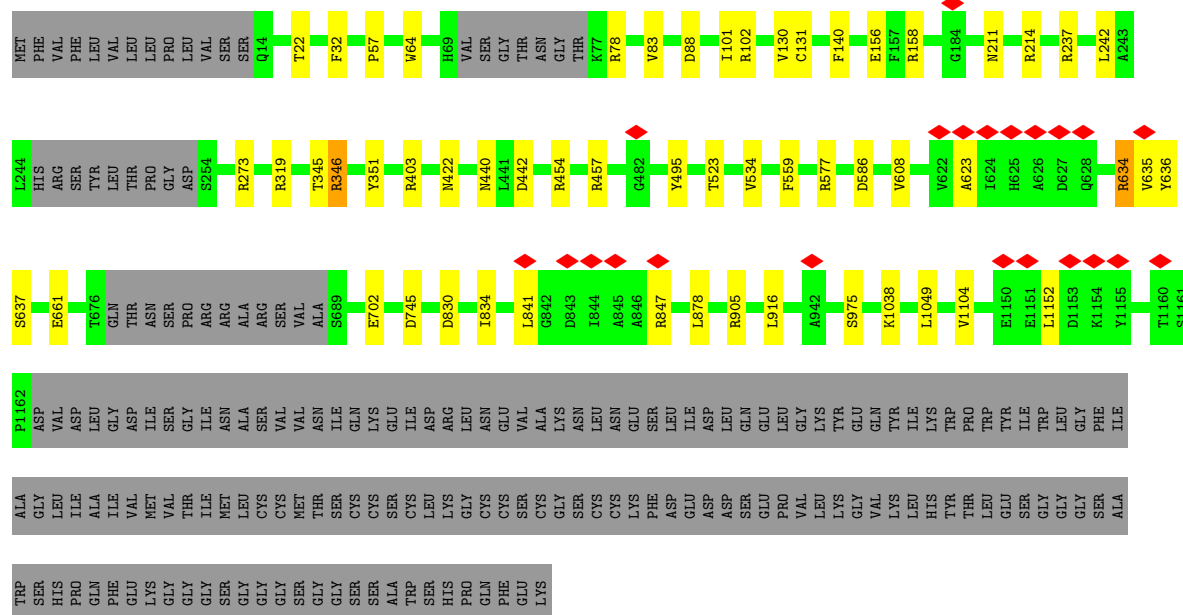 MET PHE VAL PHE LEU VAL LEU LEU PRO LEU VAL SER SER Q14 T22 F32 P57 W64 H69 VAL SER GLY THR ASN GLY THR K77 R78 V83 D88 I101 R102 V130 C131 F140 E156 F157 R158 G184 N211 R214 R237 L242 A243
L244 HIS ARG SER TYR LEU THR PRO GLY ASP S254 R273 R319 T345 R346 Y351 R403 N422 N440 L441 D442 R454 R457 G482 Y495 T523 V534 F559 R577 D586 V608 V622 A623 I624 H625 A626 D627 Q628 R634 V635 Y636
S637 E661 T676 GLN THR ASN SER PRO ARG ARG ALA ARG SER VAL ALA S689 E702 D745 D830 I834 L841 G842 D843 I844 A845 A846 R847 L878 R905 L916 A942 S975 K1038 L1049 V1104 E1150 E1151 L1152 D1153 K1154 Y1155 T1160 S1161
P1162 ASP VAL ASP LEU GLY ASP ILE SER GLY ILE ASN ALA SER VAL VAL ASN ILE GLN LYS GLU ILE ASP ARG LEU ASN GLU VAL ALA LYS ASN LEU ASN GLU SER LEU ILE ASP LEU GLN GLU LEU GLY LYS TYR GLU GLN TYR ILE LYS TRP PRO TRP TYR ILE TRP LEU GLY PHE ILE
ALA GLY LEU ILE ALA ILE VAL MET VAL THR ILE MET LEU CYS CYS MET THR SER CYS CYS SER CYS LEU LYS GLY CYS CYS SER CYS GLY SER CYS CYS LYS PHE ASP GLU ASP ASP SER GLU PRO VAL LEU LYS GLY VAL LYS LEU HIS TYR THR LEU GLU SER GLY GLY GLY SER ALA
TRP SER HIS PRO GLN PHE GLU LYS GLY GLY GLY SER GLY GLY GLY SER GLY GLY SER SER ALA TRP SER HIS PRO GLN PHE GLU LYS